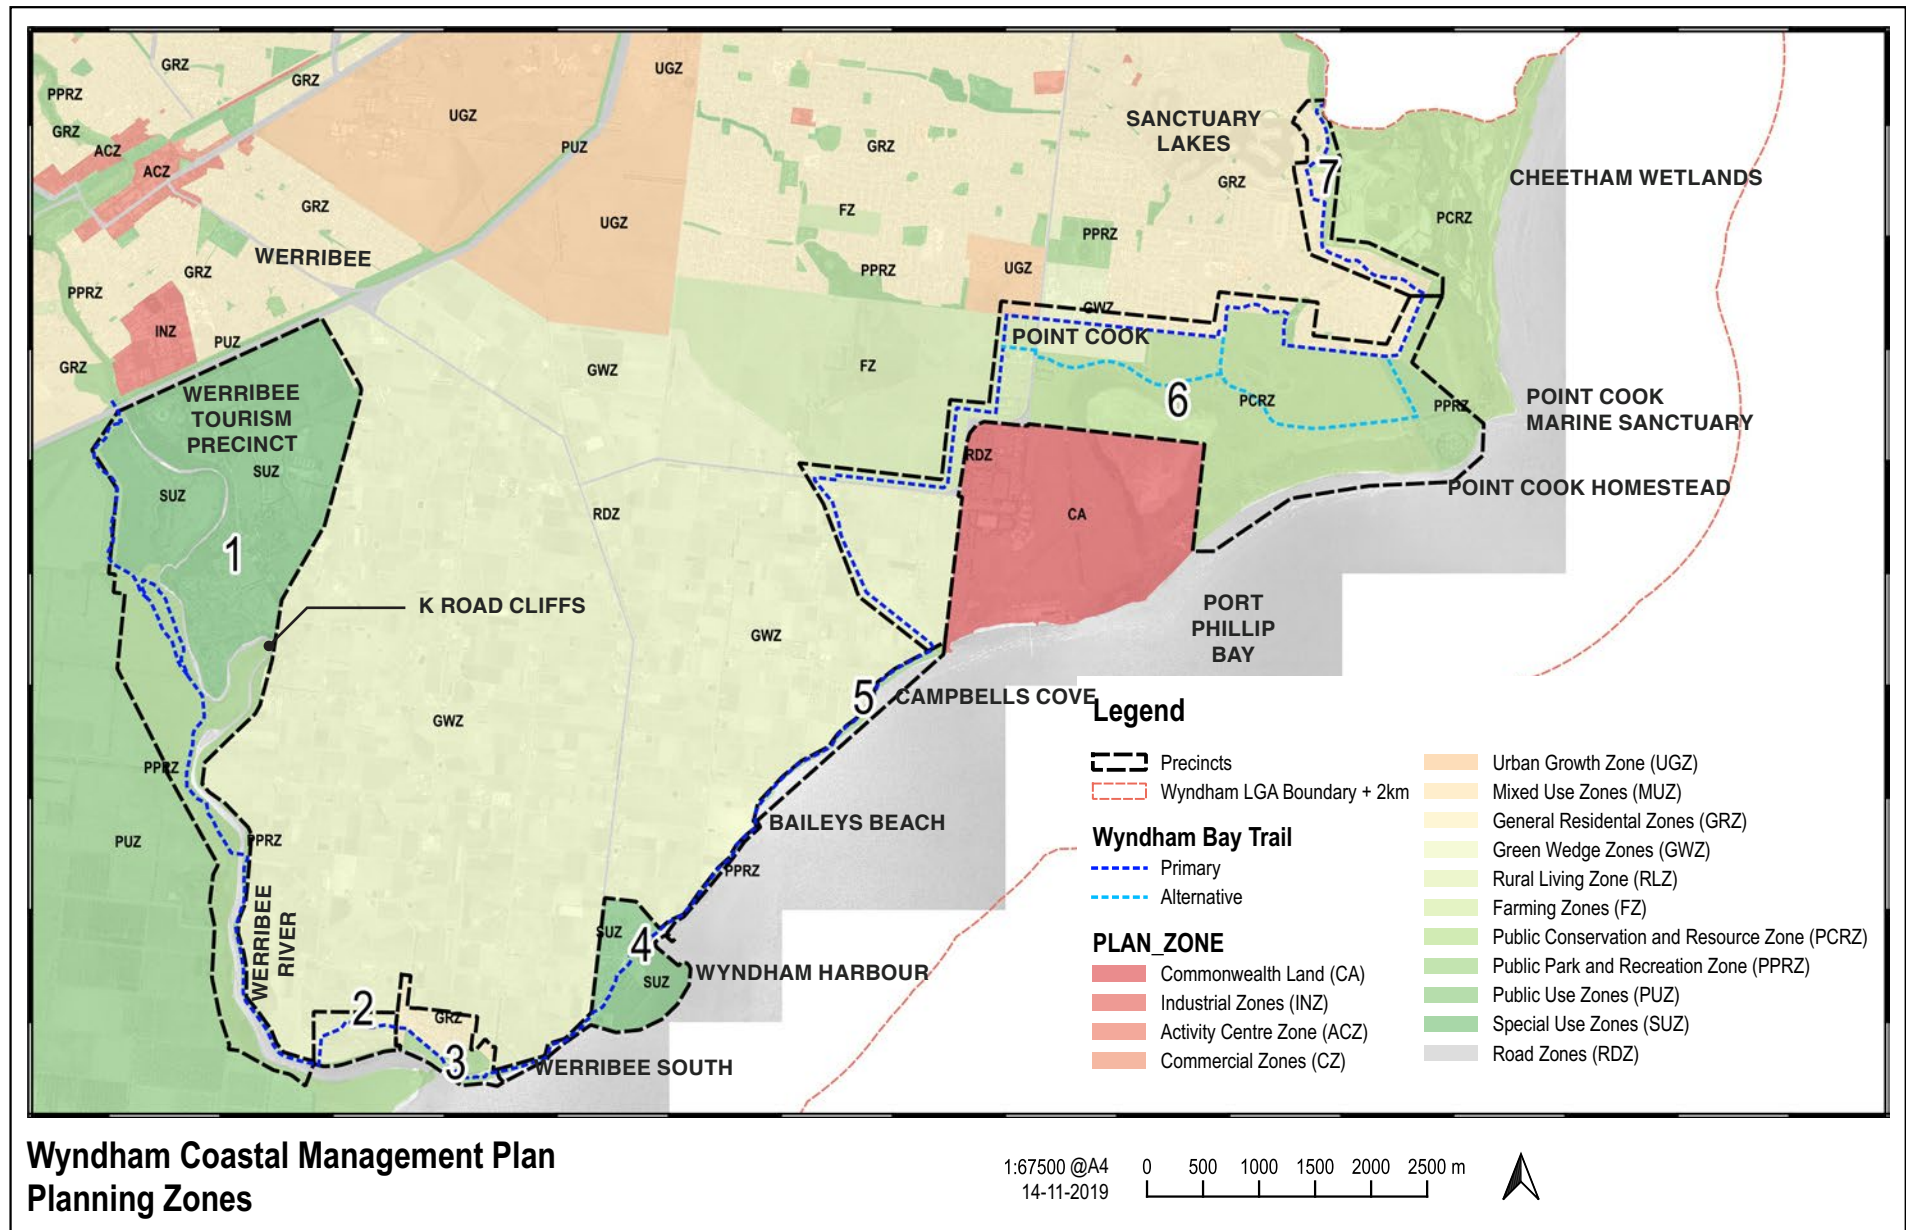 GRZ
GRZ
PPRZ
GRZ
ACZ
ACZ
UGZ
UGZ
PUZ
GRZ
SANCTUARY
LAKES
GRZ
7
CHEETHAM WETLANDS
PCRZ
GRZ
WERRIBEE
UGZ
FZ
PPRZ
GRZ
PPRZ
PPRZ
UGZ
INZ
PUZ
GRZ
GWZ
POINT COOK
GWZ
FZ
WERRIBEE
TOURISM
PRECINCT
SUZ
SUZ
6
PCRZ
PPRZ
POINT COOK
MARINE SANCTUARY
RDZ
POINT COOK HOMESTEAD
1
RDZ
CA
K ROAD CLIFFS
GWZ
PORT
PHILLIP
BAY
5
CAMPBELLS COVE
GWZ
PPRZ
PUZ
PPRZ
BAILEYS BEACH
PPRZ
WERRIBEE
RIVER
SUZ
4
SUZ
WYNDHAM HARBOUR
2
GRZ
3
WERRIBEE SOUTH
Legend
Precincts
Wyndham LGA Boundary + 2km
Wyndham Bay Trail
Primary
Alternative
PLAN_ZONE
Commonwealth Land (CA)
Industrial Zones (INZ)
Activity Centre Zone (ACZ)
Commercial Zones (CZ)
Urban Growth Zone (UGZ)
Mixed Use Zones (MUZ)
General Residental Zones (GRZ)
Green Wedge Zones (GWZ)
Rural Living Zone (RLZ)
Farming Zones (FZ)
Public Conservation and Resource Zone (PCRZ)
Public Park and Recreation Zone (PPRZ)
Public Use Zones (PUZ)
Special Use Zones (SUZ)
Road Zones (RDZ)
Wyndham Coastal Management Plan
Planning Zones
1:67500 @A4
14-11-2019
0 500 1000 1500 2000 2500 m